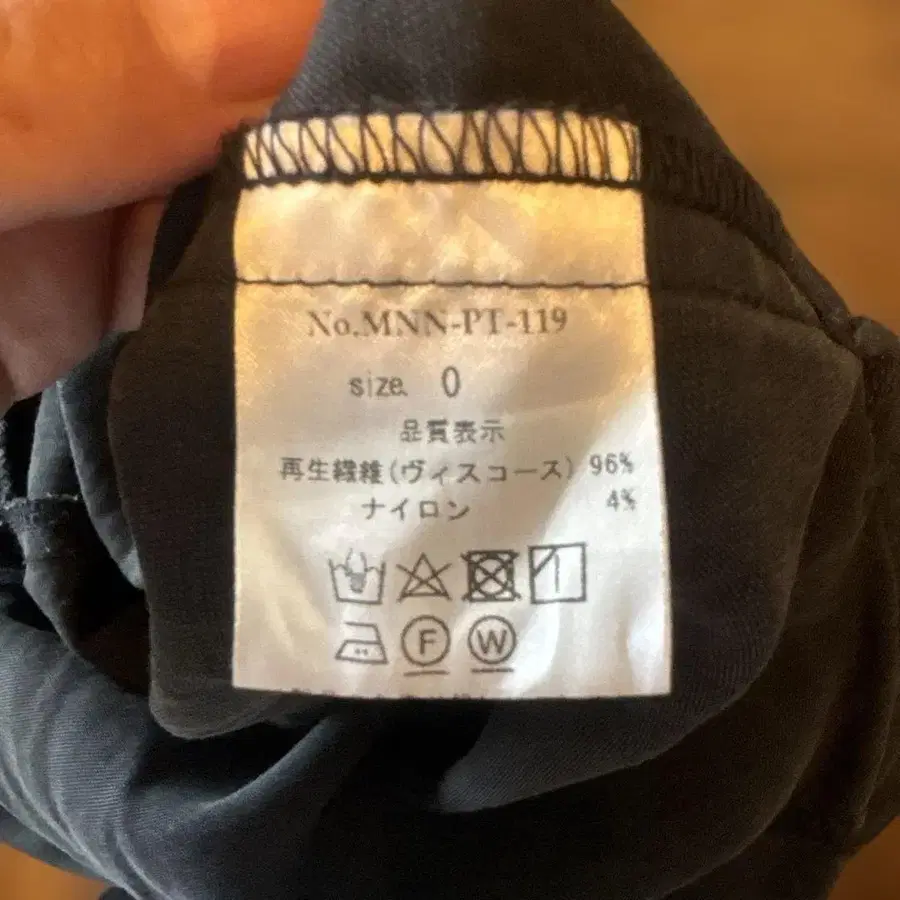 No.MNN-PT-119
size. 0
品質表示
再生繊維(ヴィスコース) 96%
ナイロン 4%
F W